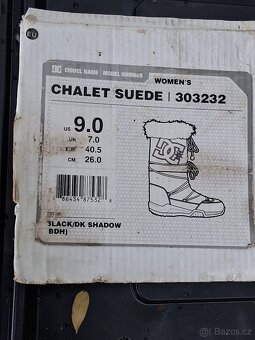 EU
DC MODEL NAME | MODEL NUMBER
WOMEN'S
CHALET SUEDE | 303232
US 9.0
UK 7.0
EUR 40.5
CM 26.0
DC
BLACK/DK SHADOW
BDH)
Bazos.cz